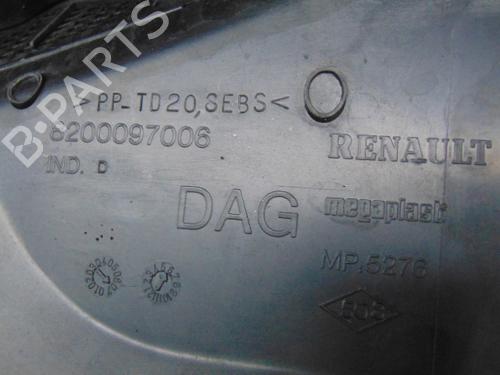 >PP-TD20,SEBS<
8200097006
RENAULT
IND. D
DAG
megaplast
MP.5276
B-PARTS